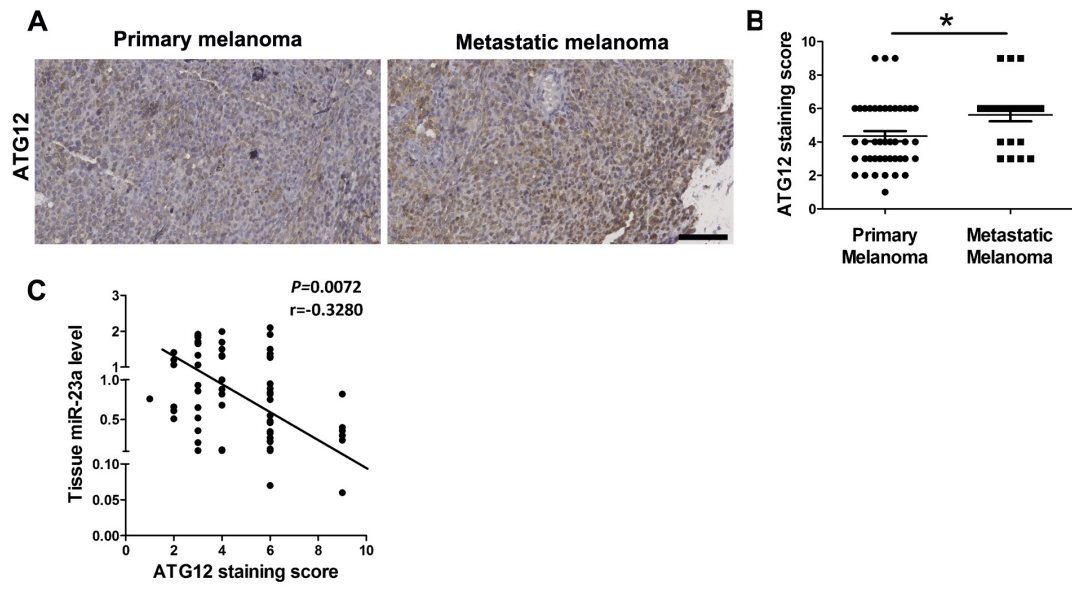 A
Primary melanoma
Metastatic melanoma
ATG12
B
*
ATG12 staining score
10
8
6
4
2
0
Primary
Melanoma
Metastatic
Melanoma
C
P=0.0072
r=-0.3280
Tissue miR-23a level
3
2
1
1.0
0.5
0.10
0.05
0.00
0
2
4
6
8
10
ATG12 staining score